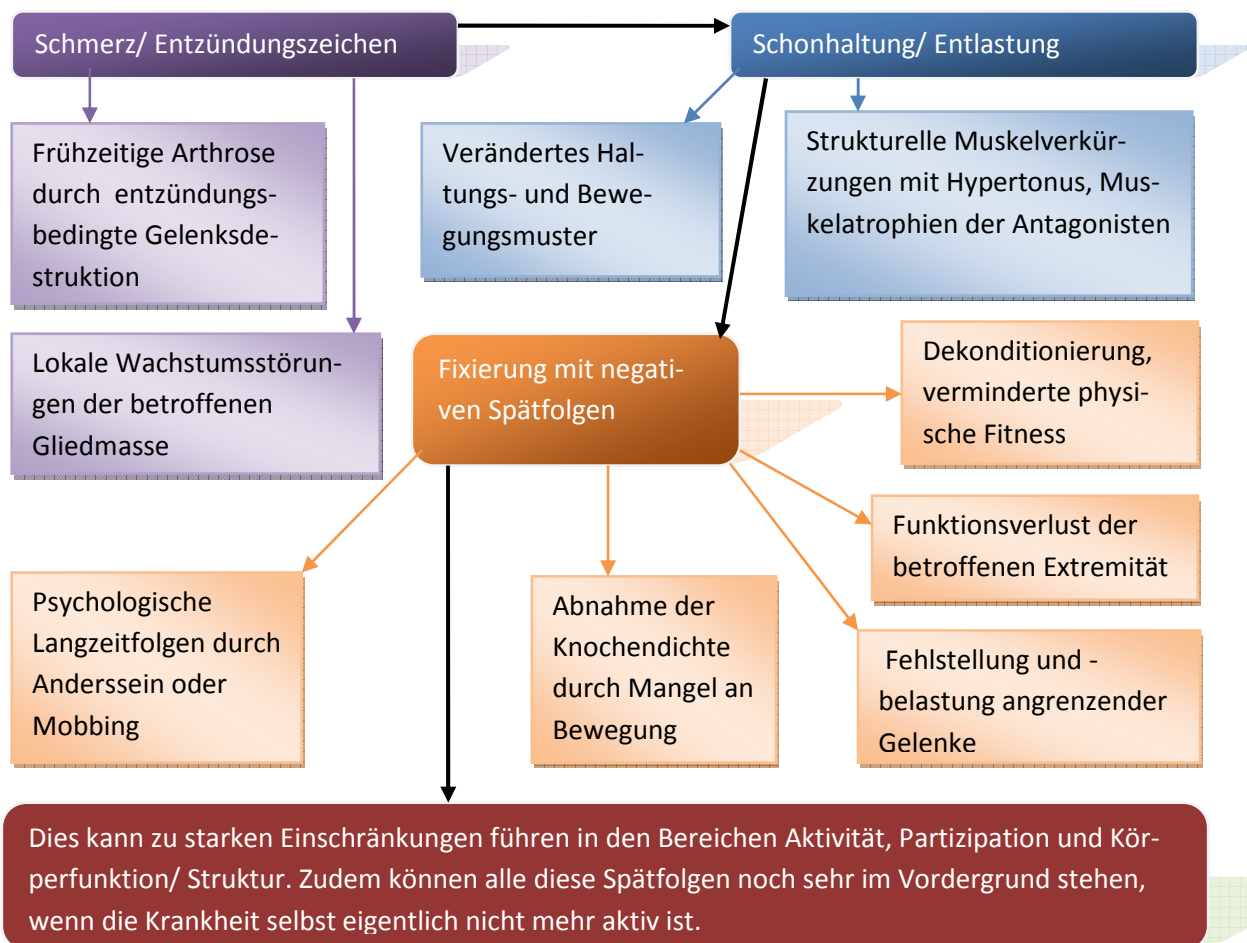 Schmerz/ Entzündungszeichen
Schonhaltung/ Entlastung
Frühzeitige Arthrose
durch entzündungs-
bedingte Gelenksde-
struktion
Verändertes Hal-
tungs- und Bewe-
gungsmuster
Strukturelle Muskelverkür-
zungen mit Hypertonus, Mus-
kelatrophien der Antagonisten
Lokale Wachstumsstörun-
gen der betroffenen
Gliedmasse
Fixierung mit negati-
ven Spätfolgen
Dekonditionierung,
verminderte physi-
sche Fitness
Funktionsverlust der
betroffenen Extremität
Psychologische
Langzeitfolgen durch
Anderssein oder
Mobbing
Abnahme der
Knochendichte
durch Mangel an
Bewegung
Fehlstellung und -
belastung angrenzender
Gelenke
Dies kann zu starken Einschränkungen führen in den Bereichen Aktivität, Partizipation und Kör-
perfunktion/ Struktur. Zudem können alle diese Spätfolgen noch sehr im Vordergrund stehen,
wenn die Krankheit selbst eigentlich nicht mehr aktiv ist.